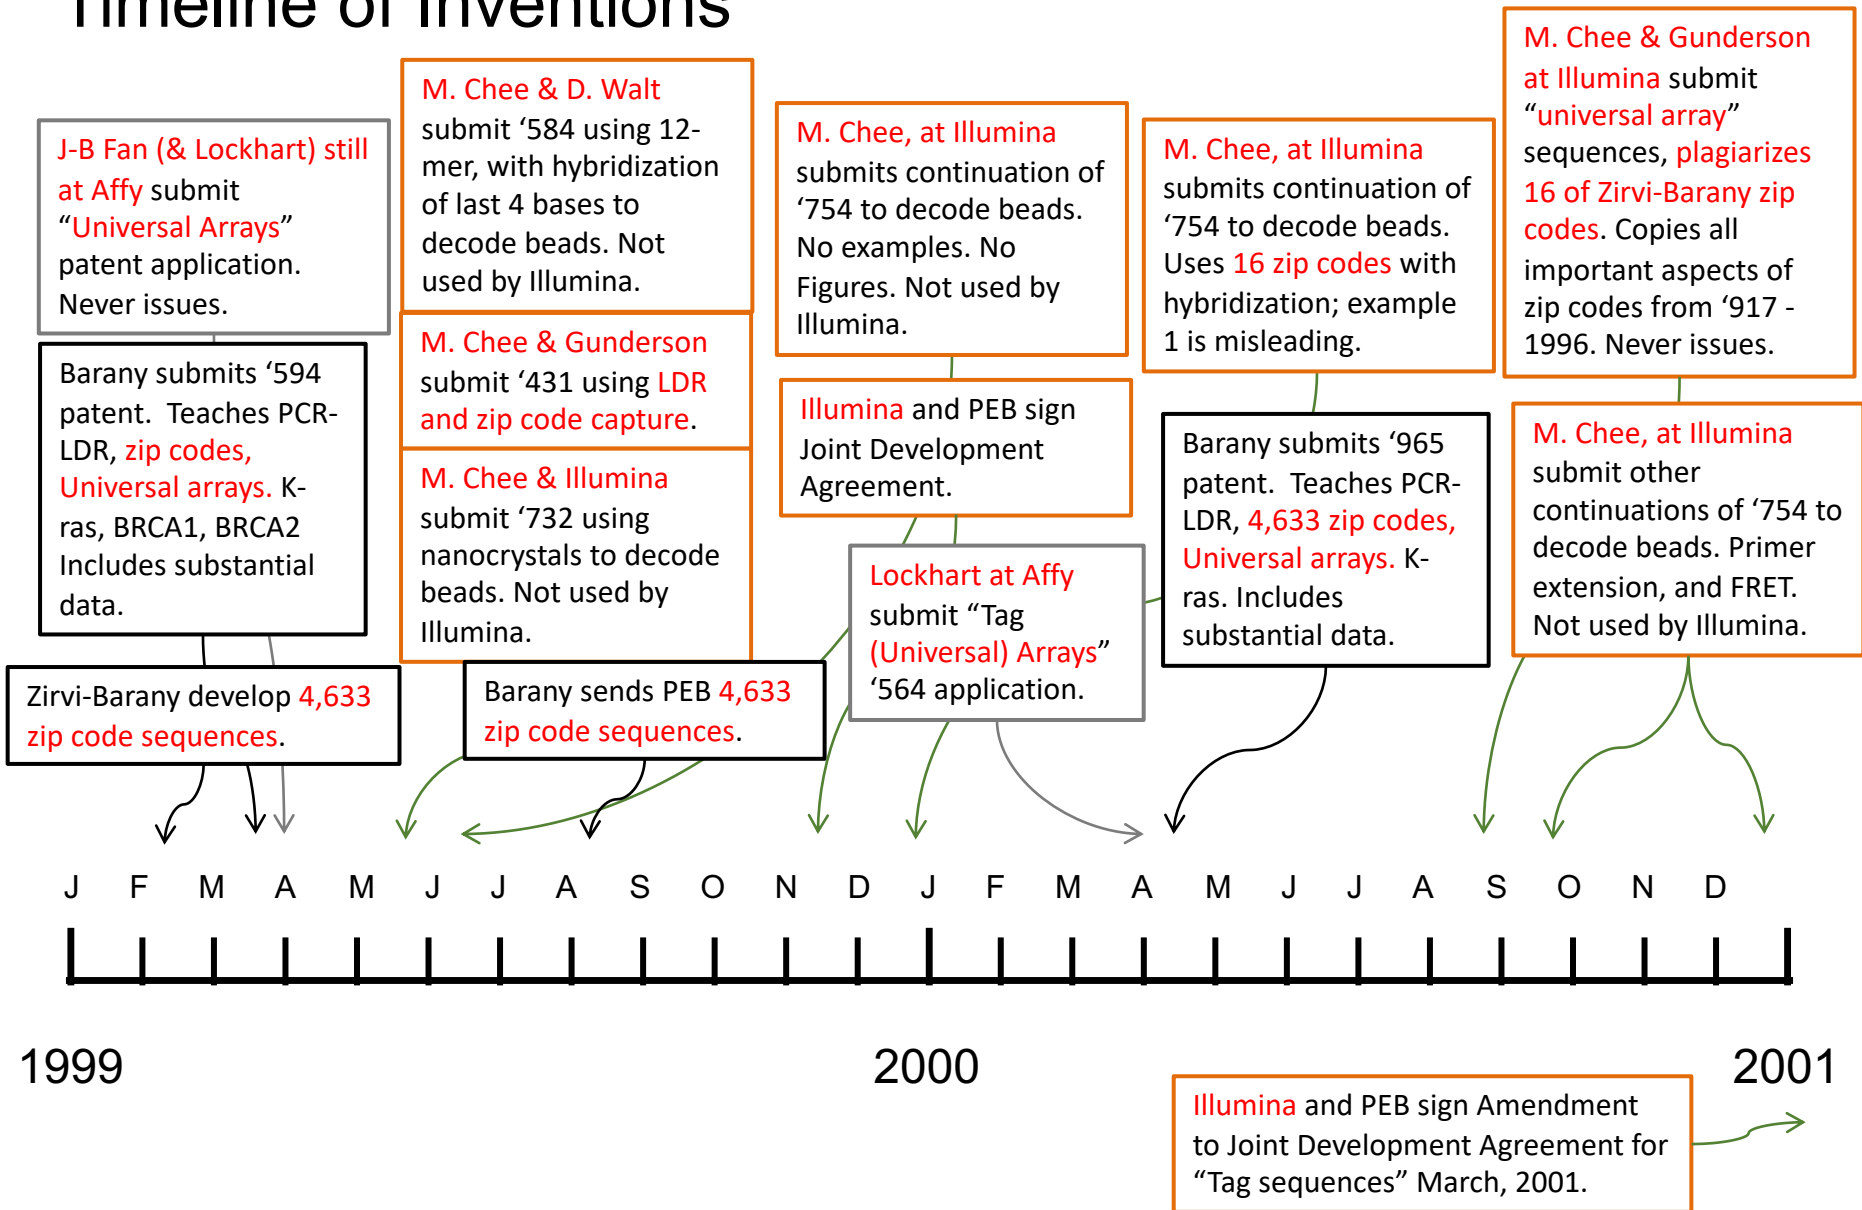 Timeline of Inventions
J-B Fan (& Lockhart) still
at Affy submit
“Universal Arrays”
patent application.
Never issues.
Barany submits ‘594
patent.  Teaches PCR-
LDR, zip codes,
Universal arrays. K-
ras, BRCA1, BRCA2
Includes substantial
data.
Zirvi-Barany develop 4,633
zip code sequences.
M. Chee & D. Walt
submit ‘584 using 12-
mer, with hybridization
of last 4 bases to
decode beads. Not
used by Illumina.
M. Chee & Gunderson
submit ‘431 using LDR
and zip code capture.
M. Chee & Illumina
submit ‘732 using
nanocrystals to decode
beads. Not used by
Illumina.
Barany sends PEB 4,633
zip code sequences.
M. Chee, at Illumina
submits continuation of
‘754 to decode beads.
No examples. No
Figures. Not used by
Illumina.
Illumina and PEB sign
Joint Development
Agreement.
Lockhart at Affy
submit “Tag
(Universal) Arrays”
‘564 application.
M. Chee, at Illumina
submits continuation of
‘754 to decode beads.
Uses 16 zip codes with
hybridization; example
1 is misleading.
Barany submits ‘965
patent.  Teaches PCR-
LDR, 4,633 zip codes,
Universal arrays. K-
ras. Includes
substantial data.
M. Chee & Gunderson
at Illumina submit
“universal array”
sequences, plagiarizes
16 of Zirvi-Barany zip
codes. Copies all
important aspects of
zip codes from ‘917 -
1996. Never issues.
M. Chee, at Illumina
submit other
continuations of ‘754 to
decode beads. Primer
extension, and FRET.
Not used by Illumina.
J F M A M J J A S O N D J F M A M J J A S O N D
1999 2000 2001
Illumina and PEB sign Amendment
to Joint Development Agreement for
“Tag sequences” March, 2001.